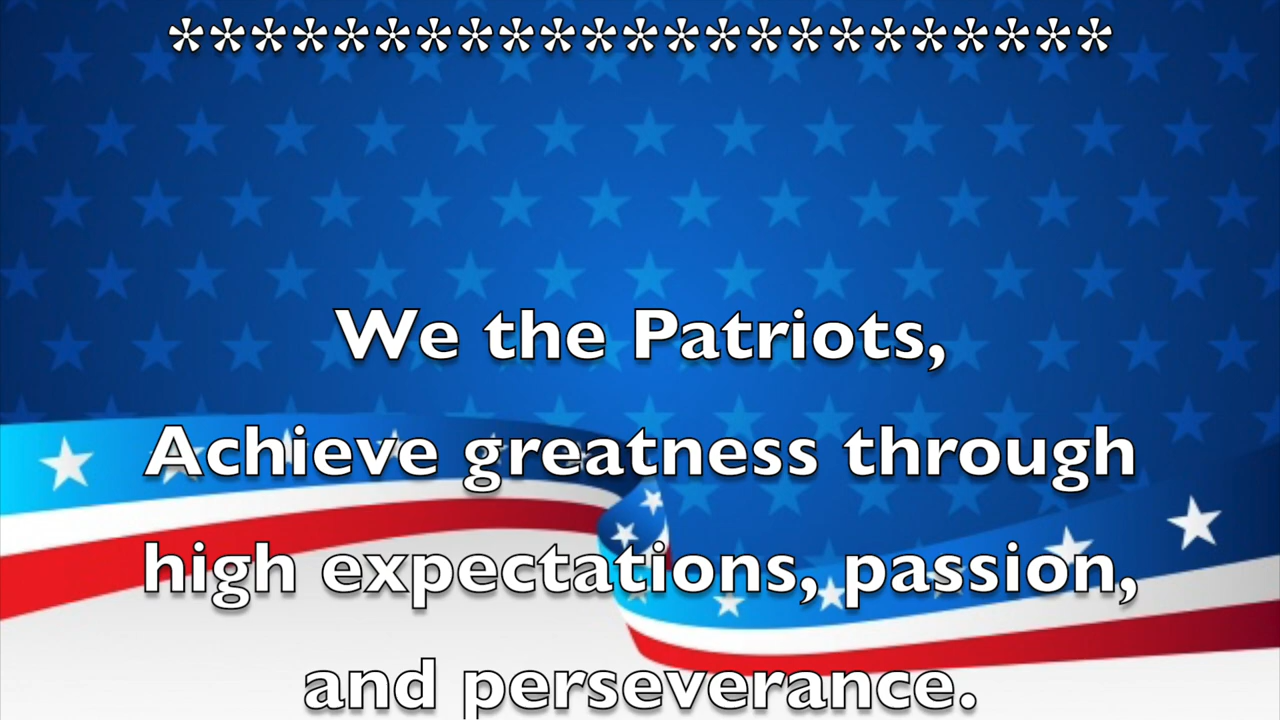 ***********************
We the Patriots,
Achieve greatness through
high expectations, passion,
and perseverance.